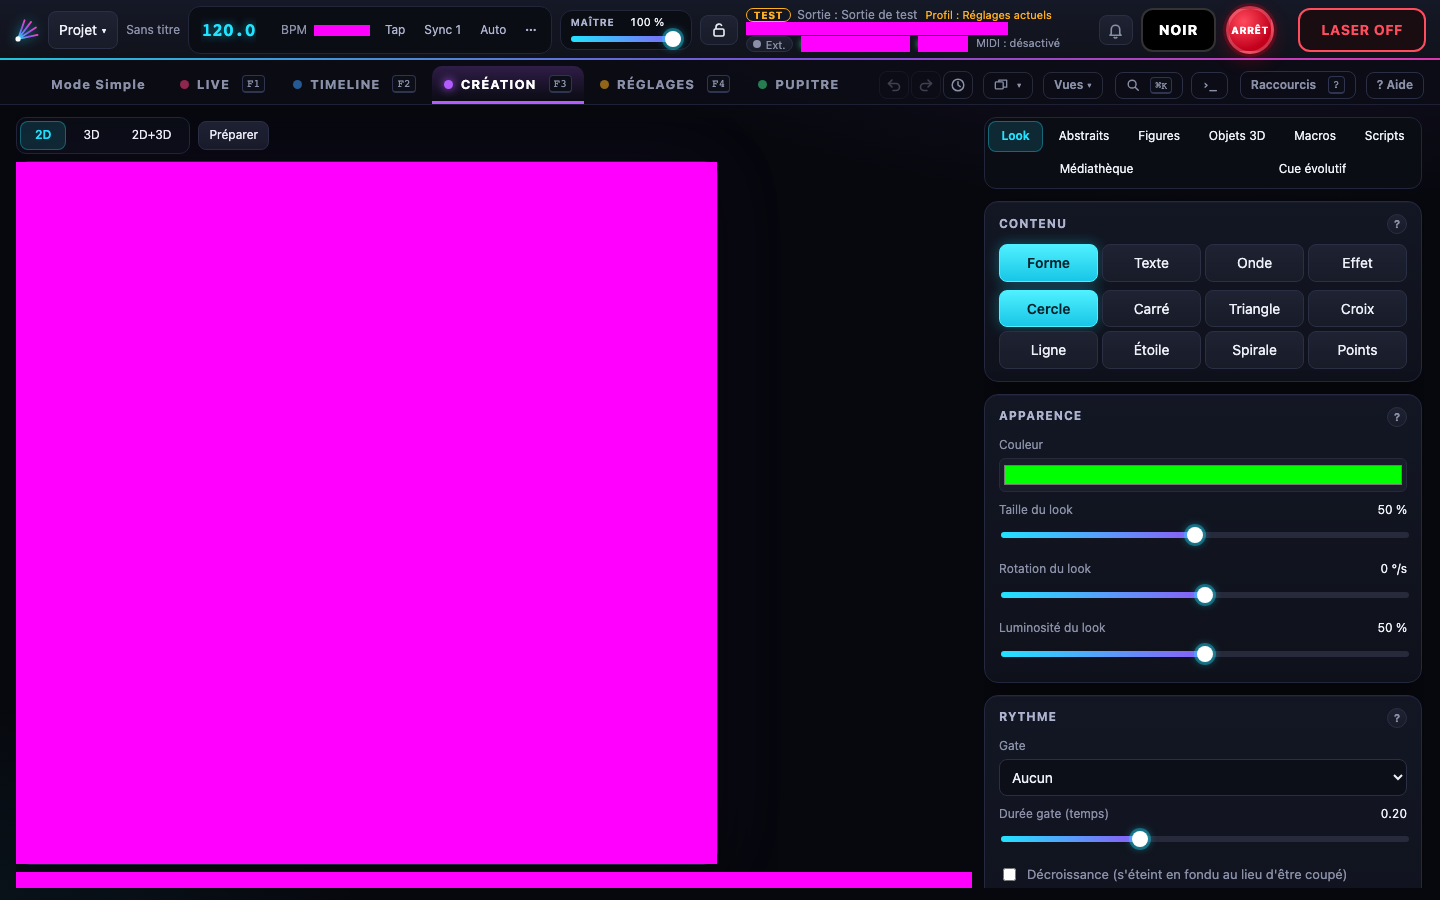 Projet ▾
Sans titre
120.0 BPM Tap Sync 1 Auto ···
MAÎTRE 100 %
TEST Sortie : Sortie de test Profil : Réglages actuels
Ext. MIDI : désactivé
NOIR
ARRÊT
LASER OFF
Mode Simple LIVE F1 TIMELINE F2 CRÉATION F3 RÉGLAGES F4 PUPITRE
Vues ▾ ⌘K >_ Raccourcis ? ? Aide
2D 3D 2D+3D Préparer
Look Abstraits Figures Objets 3D Macros Scripts
Médiathèque Cue évolutif
CONTENU ?
Forme Texte Onde Effet
Cercle Carré Triangle Croix
Ligne Étoile Spirale Points
APPARENCE ?
Couleur
Taille du look 50 %
Rotation du look 0 °/s
Luminosité du look 50 %
RYTHME ?
Gate
Aucun
Durée gate (temps) 0.20
Décroissance (s'éteint en fondu au lieu d'être coupé)